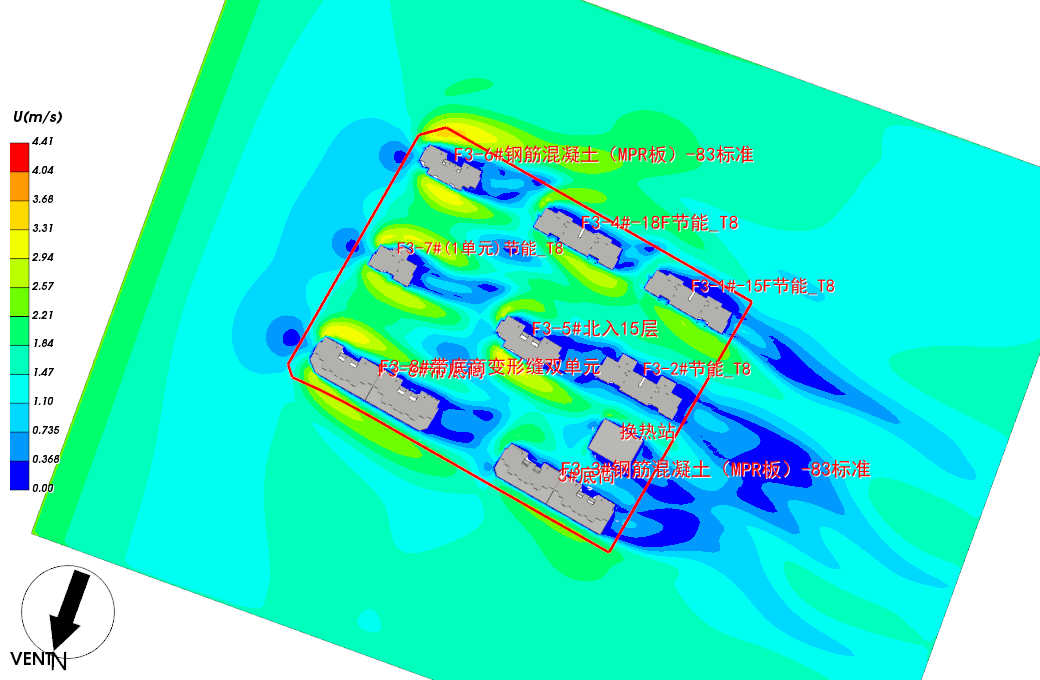 U(m/s)
4.41
4.04
3.68
3.31
2.94
2.57
2.21
1.84
1.47
1.10
0.735
0.368
0.00
F3-6#钢筋混凝土（MPR板）-83标准
F3-4#-18F节能_T8
F3-7#(1单元)节能_T8
F3-1#-15F节能_T8
F3-5#北入15层
F3-8#带底商变形缝双单元
F3-2#节能_T8
换热站
F3-3#钢筋混凝土（MPR板）-83标准
3#底商
VENT
N